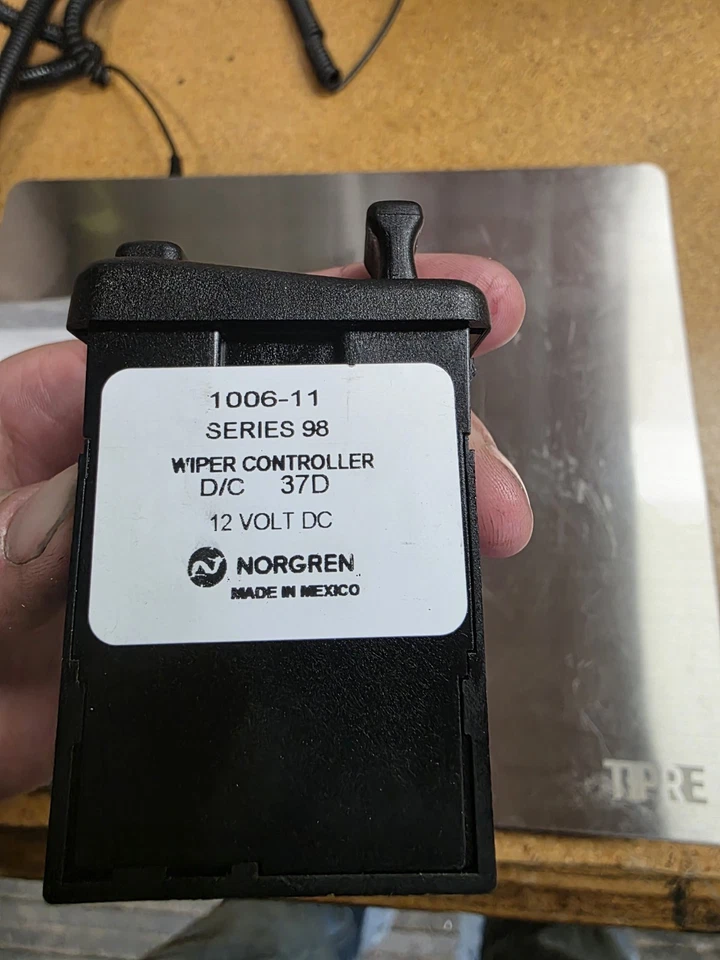 1006-11
SERIES 98
WIPER CONTROLLER
D/C 37D
12 VOLT DC
NORGREN
MADE IN MEXICO